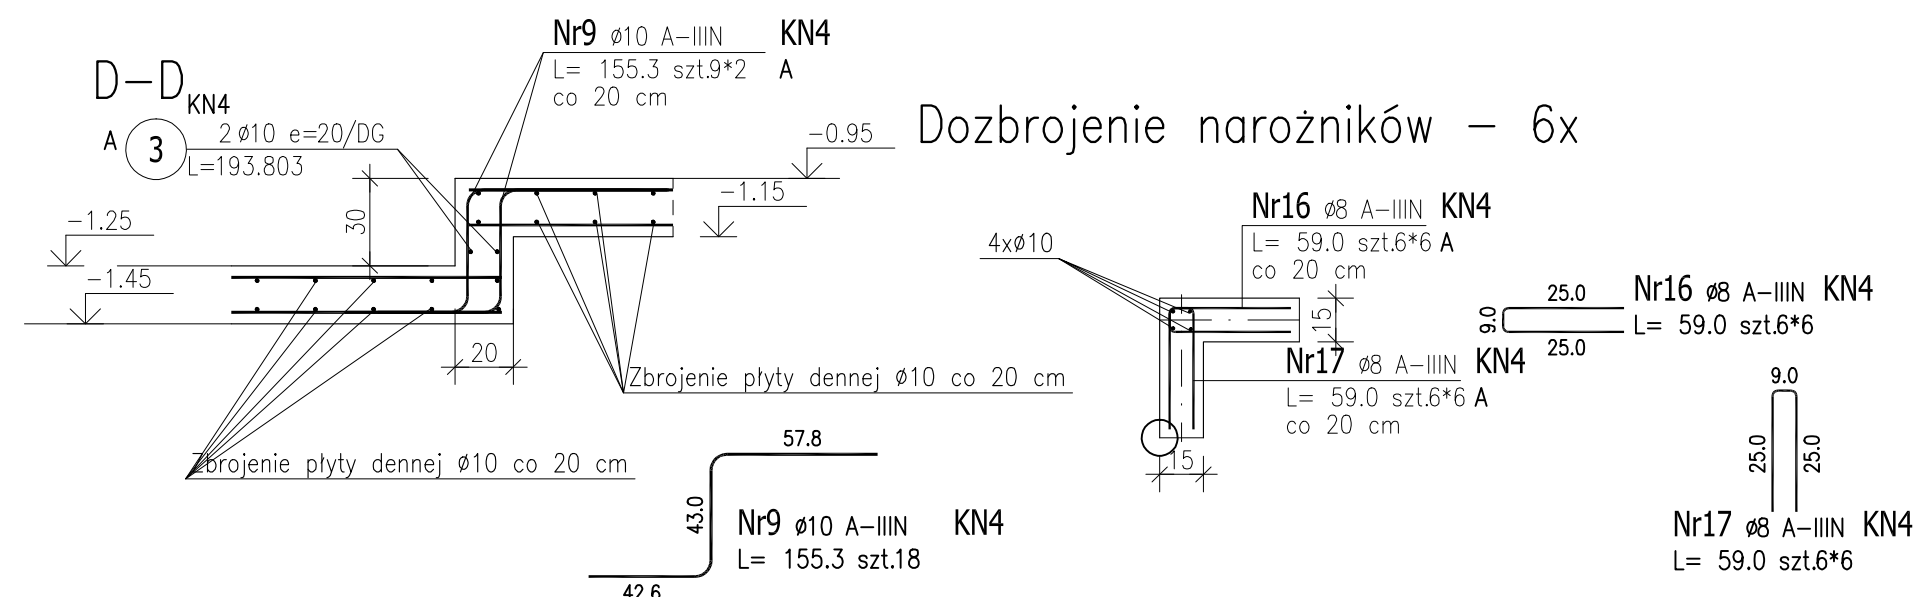 D-D KN4
A 3 2ø10 e=20/DG
L=193.803
Nr9 ø10 A-IIIN KN4
L= 155.3 szt.9*2 A
co 20 cm
-0.95
-1.15
-1.25
-1.45
30
20
Zbrojenie płyty dennej ø10 co 20 cm
Zbrojenie płyty dennej ø10 co 20 cm
57.8
43.0
42.6
Nr9 ø10 A-IIIN KN4
L= 155.3 szt.18
Dozbrojenie narożników - 6x
4xø10
Nr16 ø8 A-IIIN KN4
L= 59.0 szt.6*6 A
co 20 cm
15
Nr17 ø8 A-IIIN KN4
L= 59.0 szt.6*6 A
co 20 cm
15
25.0
9.0
25.0
Nr16 ø8 A-IIIN KN4
L= 59.0 szt.6*6
9.0
25.0
25.0
Nr17 ø8 A-IIIN KN4
L= 59.0 szt.6*6